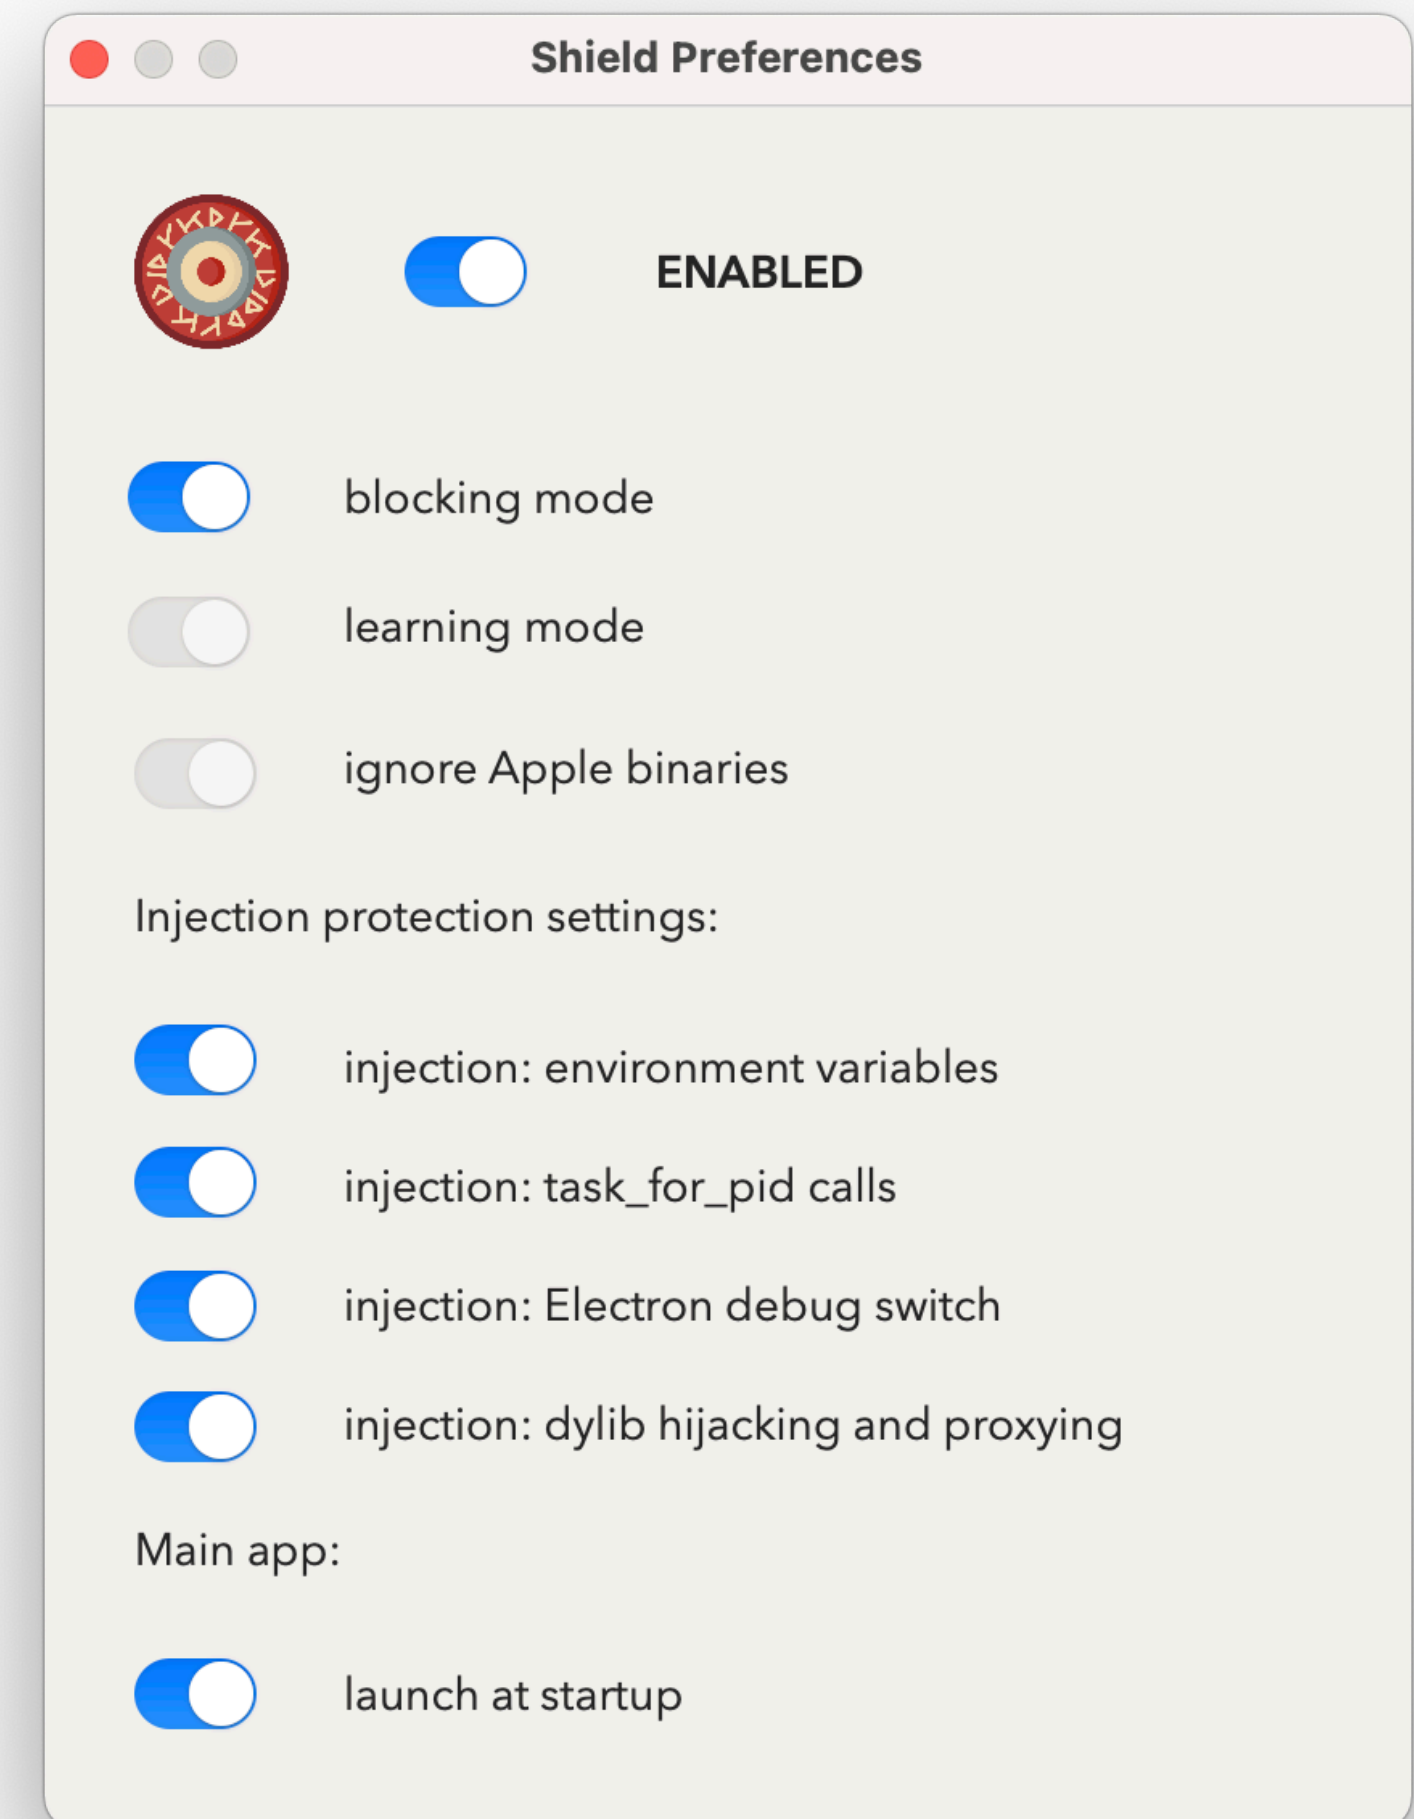 Shield Preferences
ENABLED
blocking mode
learning mode
ignore Apple binaries
Injection protection settings:
injection: environment variables
injection: task_for_pid calls
injection: Electron debug switch
injection: dylib hijacking and proxying
Main app:
launch at startup